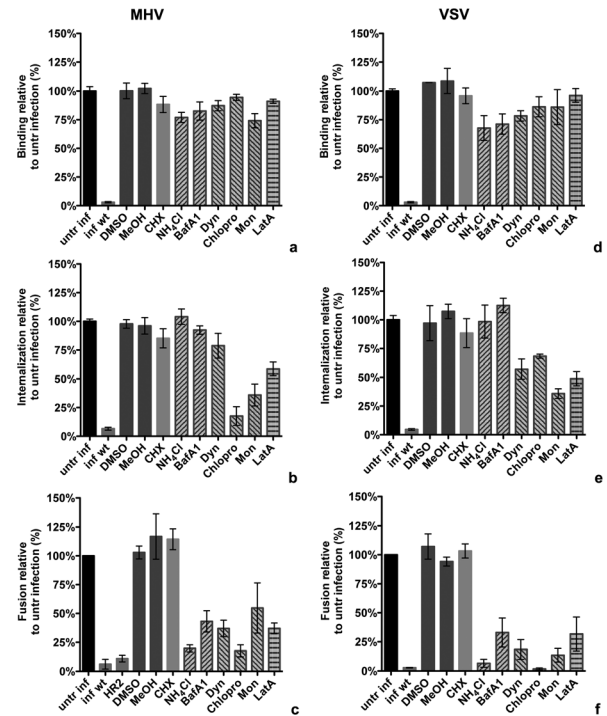 MHV
VSV
Binding relative
to untr infection (%)
150%
125%
100%
75%
50%
25%
0%
untr inf
inf wt
DMSO
MeOH
CHX
NH4Cl
BafA1
Dyn
Chlopro
Mon
LatA
a
Binding relative
to untr infection (%)
150%
125%
100%
75%
50%
25%
0%
untr inf
inf wt
DMSO
MeOH
CHX
NH4Cl
BafA1
Dyn
Chlopro
Mon
LatA
d
Internalization relative
to untr infection (%)
150%
125%
100%
75%
50%
25%
0%
untr inf
inf wt
DMSO
MeOH
CHX
NH4Cl
BafA1
Dyn
Chlopro
Mon
LatA
b
Internalization relative
to untr infection (%)
150%
125%
100%
75%
50%
25%
0%
untr inf
inf wt
DMSO
MeOH
CHX
NH4Cl
BafA1
Dyn
Chlopro
Mon
LatA
e
Fusion relative
to untr infection (%)
150%
125%
100%
75%
50%
25%
0%
untr inf
inf wt
HR2
DMSO
MeOH
CHX
NH4Cl
BafA1
Dyn
Chlopro
Mon
LatA
c
Fusion relative
to untr infection (%)
150%
125%
100%
75%
50%
25%
0%
untr inf
inf wt
DMSO
MeOH
CHX
NH4Cl
BafA1
Dyn
Chlopro
Mon
LatA
f